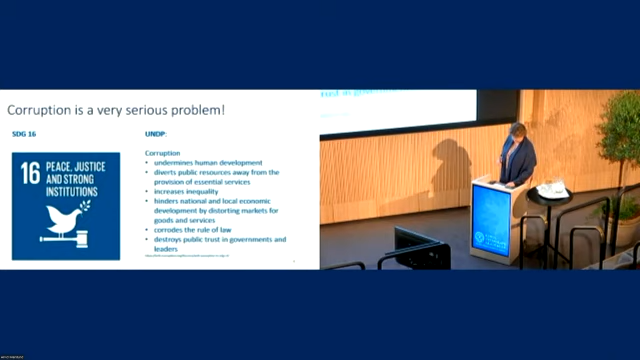 Corruption is a very serious problem!
SDG 16
16 PEACE, JUSTICE
AND STRONG
INSTITUTIONS
UNDP:
Corruption
• undermines human development
• diverts public resources away from the
provision of essential services
• increases inequality
• hinders national and local economic
development by distorting markets for
goods and services
• corrodes the rule of law
• destroys public trust in governments and
leaders